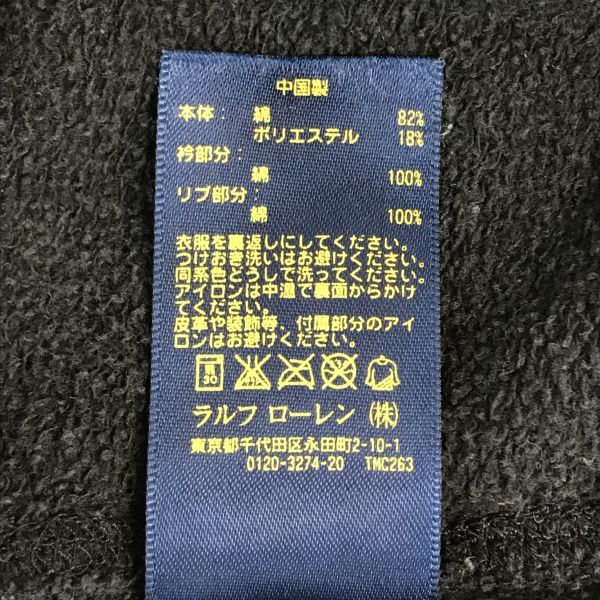 中国製
本体: 綿 82%
ポリエステル 18%
衿部分:
綿 100%
リブ部分:
綿 100%
衣服を裏返しにしてください。
つけおき洗いはお避けください。
同系色どうしで洗ってください。
アイロンは中温で裏面からかけ
てください。
皮革や装飾等、付属部分のアイ
ロンはお避けください。
ラルフ ローレン (株)
東京都千代田区永田町2-10-1
0120-3274-20 TMC263